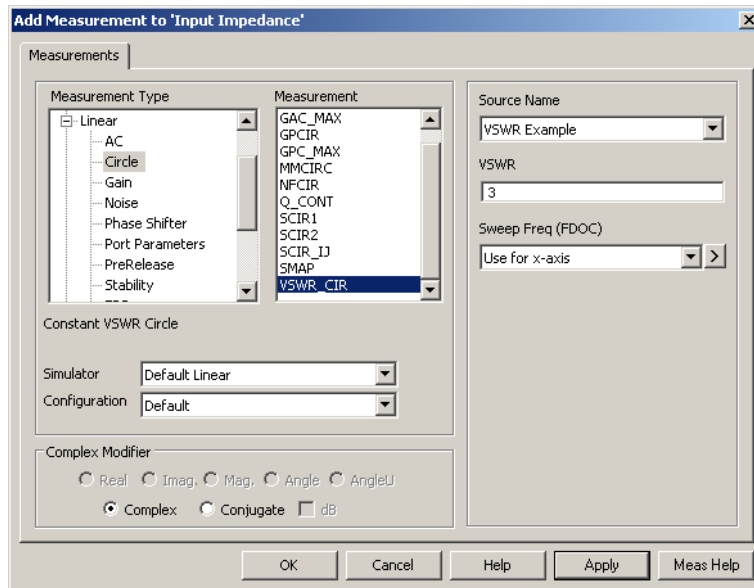 Add Measurement to 'Input Impedance'
Measurements
Measurement Type
Linear
AC
Circle
Gain
Noise
Phase Shifter
Port Parameters
PreRelease
Stability
Measurement
GAC_MAX
GPCIR
GPC_MAX
MMCIRC
NFCIR
Q_CONT
SCIR1
SCIR2
SCIR_IJ
SMAP
VSWR_CIR
Constant VSWR Circle
Simulator
Default Linear
Configuration
Default
Complex Modifier
Real Imag. Mag. Angle AngleU
Complex Conjugate dB
Source Name
VSWR Example
VSWR
3
Sweep Freq (FDOC)
Use for x-axis >
OK Cancel Help Apply Meas Help